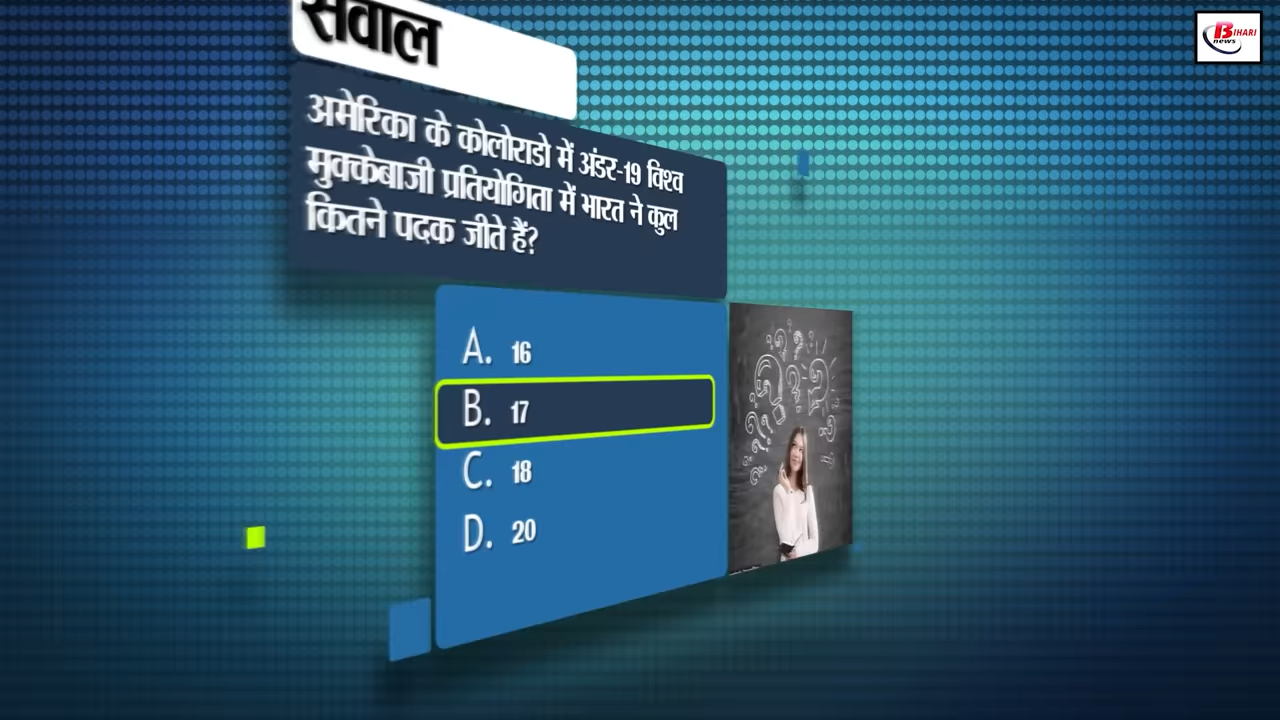 BIHARI
news
सवाल
अमेरिका के कोलोराडो में अंडर-19 विश्व
मुक्केबाजी प्रतियोगिता में भारत ने कुल
कितने पदक जीते हैं?
A. 16
B. 17
C. 18
D. 20